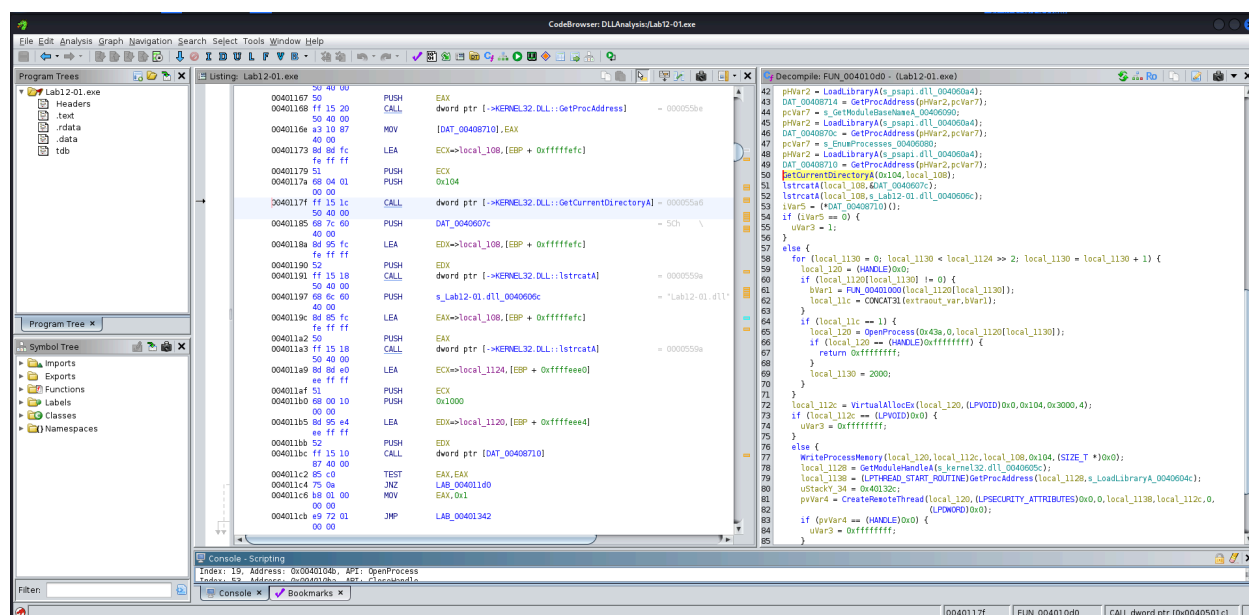 CodeBrowser: DLLAnalysis:/Lab12-01.exe
File Edit Analysis Graph Navigation Search Select Tools Window Help
Program Trees
Lab12-01.exe
Headers
.text
.rdata
.data
tdb
Program Tree ×
Symbol Tree
Imports
Exports
Functions
Labels
Classes
Namespaces
Filter:
Listing: Lab12-01.exe
50 40 00
00401167 50 PUSH EAX
00401168 ff 15 20 CALL dword ptr [->KERNEL32.DLL::GetProcAddress] = 000055be
50 40 00
0040116e a3 10 87 MOV [DAT_00408710],EAX
40 00
00401173 8d 8d fc LEA ECX=>local_108,[EBP + 0xfffffefc]
fe ff ff
00401179 51 PUSH ECX
0040117a 68 04 01 PUSH 0x104
00 00
0040117f ff 15 1c CALL dword ptr [->KERNEL32.DLL::GetCurrentDirectoryA] = 000055a6
50 40 00
00401185 68 7c 60 PUSH DAT_0040607c = 5Ch \
40 00
0040118a 8d 95 fc LEA EDX=>local_108,[EBP + 0xfffffefc]
fe ff ff
00401190 52 PUSH EDX
00401191 ff 15 18 CALL dword ptr [->KERNEL32.DLL::lstrcatA] = 0000559a
50 40 00
00401197 68 6c 60 PUSH s_Lab12-01.dll_0040606c = "Lab12-01.dll"
40 00
0040119c 8d 85 fc LEA EAX=>local_108,[EBP + 0xfffffefc]
fe ff ff
004011a2 50 PUSH EAX
004011a3 ff 15 18 CALL dword ptr [->KERNEL32.DLL::lstrcatA] = 0000559a
50 40 00
004011a9 8d 8d e0 LEA ECX=>local_1124,[EBP + 0xffffeee0]
ee ff ff
004011af 51 PUSH ECX
004011b0 68 00 10 PUSH 0x1000
00 00
004011b5 8d 95 e4 LEA EDX=>local_1120,[EBP + 0xffffeee4]
ee ff ff
004011bb 52 PUSH EDX
004011bc ff 15 10 CALL dword ptr [DAT_00408710]
87 40 00
004011c2 85 c0 TEST EAX,EAX
004011c4 75 0a JNZ LAB_004011d0
004011c6 b8 01 00 MOV EAX,0x1
00 00
004011cb e9 72 01 JMP LAB_00401342
00 00
Decompile: FUN_004010d0 - (Lab12-01.exe)
42 pHVar2 = LoadLibraryA(s_psapi.dll_004060a4);
43 DAT_00408714 = GetProcAddress(pHVar2,pcVar7);
44 pcVar7 = s_GetModuleBaseNameA_00406090;
45 pHVar2 = LoadLibraryA(s_psapi.dll_004060a4);
46 DAT_0040870c = GetProcAddress(pHVar2,pcVar7);
47 pcVar7 = s_EnumProcesses_00406080;
48 pHVar2 = LoadLibraryA(s_psapi.dll_004060a4);
49 DAT_00408710 = GetProcAddress(pHVar2,pcVar7);
50 GetCurrentDirectoryA(0x104,local_108);
51 lstrcatA(local_108,&DAT_0040607c);
52 lstrcatA(local_108,s_Lab12-01.dll_0040606c);
53 iVar5 = (*DAT_00408710)();
54 if (iVar5 == 0) {
55 uVar3 = 1;
56 }
57 else {
58 for (local_1130 = 0; local_1130 < local_1124 >> 2; local_1130 = local_1130 + 1) {
59 local_120 = (HANDLE)0x0;
60 if (local_1120[local_1130] != 0) {
61 bVar1 = FUN_00401000(local_1120[local_1130]);
62 local_11c = CONCAT31(extraout_var,bVar1);
63 }
64 if (local_11c == 1) {
65 local_120 = OpenProcess(0x43a,0,local_1120[local_1130]);
66 if (local_120 == (HANDLE)0xffffffff) {
67 return 0xffffffff;
68 }
69 local_1130 = 2000;
70 }
71 }
72 local_112c = VirtualAllocEx(local_120,(LPVOID)0x0,0x104,0x3000,4);
73 if (local_112c == (LPVOID)0x0) {
74 uVar3 = 0xffffffff;
75 }
76 else {
77 WriteProcessMemory(local_120,local_112c,local_108,0x104,(SIZE_T *)0x0);
78 local_1128 = GetModuleHandleA(s_kernel32.dll_0040605c);
79 local_1138 = (LPTHREAD_START_ROUTINE)GetProcAddress(local_1128,s_LoadLibraryA_0040604c);
80 uStackY_34 = 0x40132c;
81 pvVar4 = CreateRemoteThread(local_120,(LPSECURITY_ATTRIBUTES)0x0,0,local_1138,local_112c,0,
82 (LPDWORD)0x0);
83 if (pvVar4 == (HANDLE)0x0) {
84 uVar3 = 0xffffffff;
85 }
Console - Scripting
Index: 19, Address: 0x0040104b, API: OpenProcess
Index: 53, Address: 0x004010ba, API: CloseHandle
Console × Bookmarks ×
0040117f FUN_004010d0 CALL dword ptr [0x0040501c]